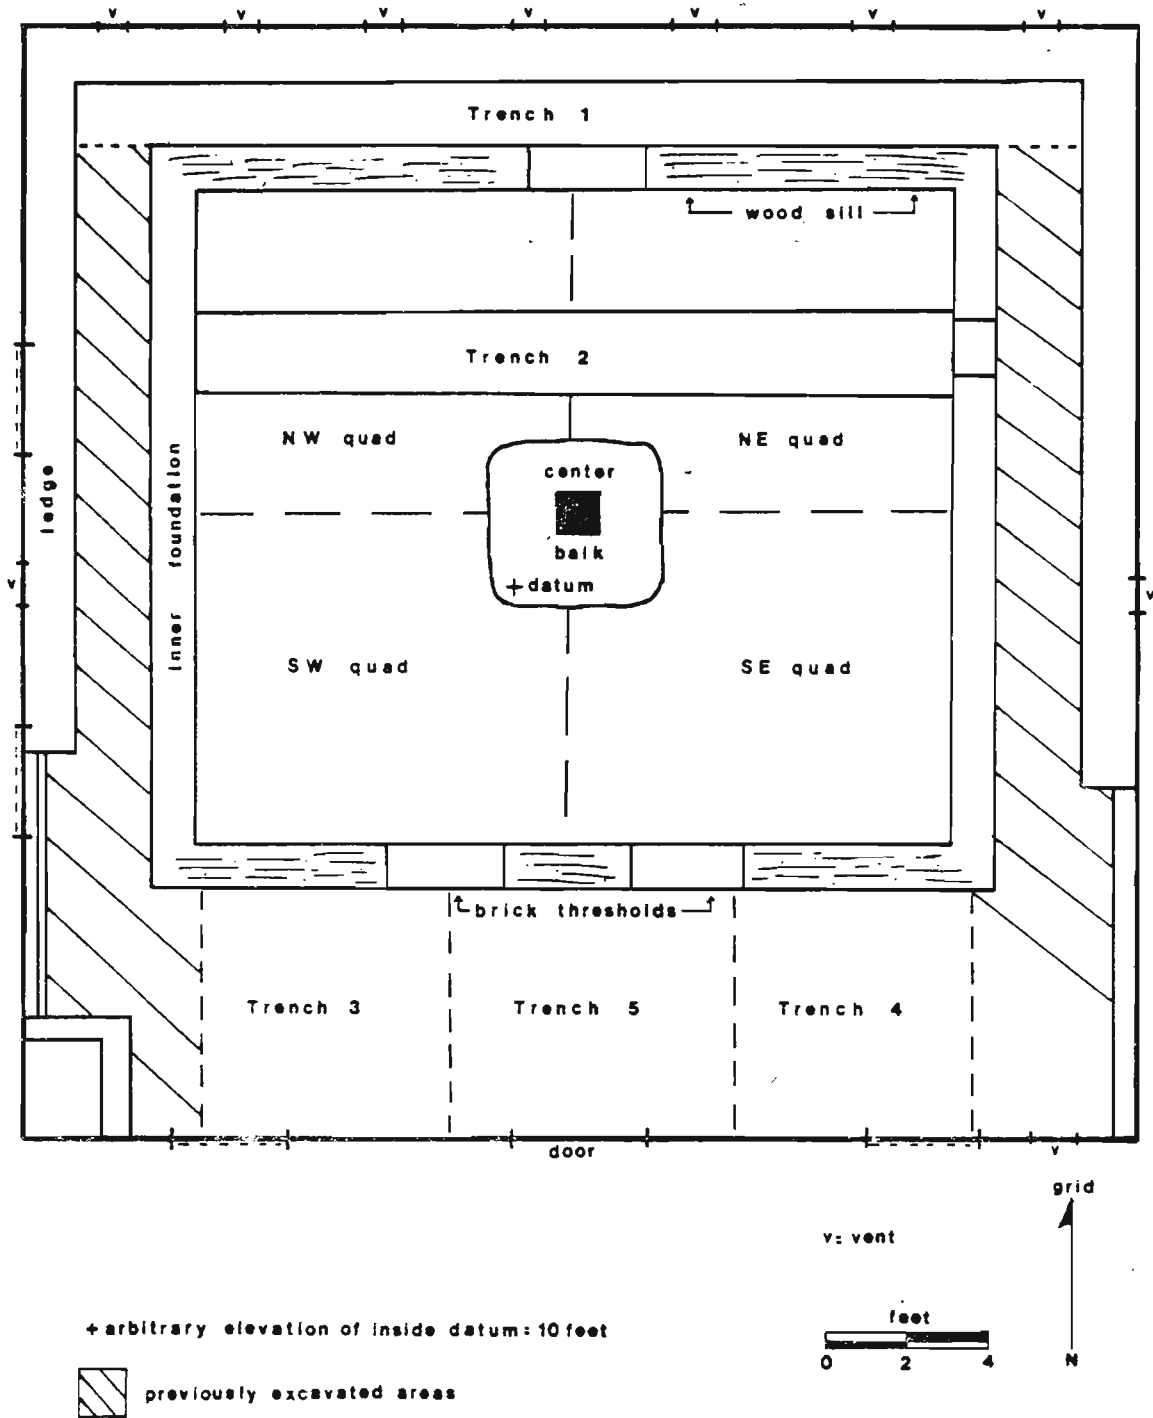 v v v v v v v
Trench 1
wood sill
Trench 2
NW quad
NE quad
center
balk
+datum
ledge
inner foundation
v
v
SW quad
SE quad
brick thresholds
Trench 3
Trench 5
Trench 4
door
v
grid
v= vent
feet
0 2 4
N
+arbitrary elevation of inside datum= 10 feet
previously excavated areas